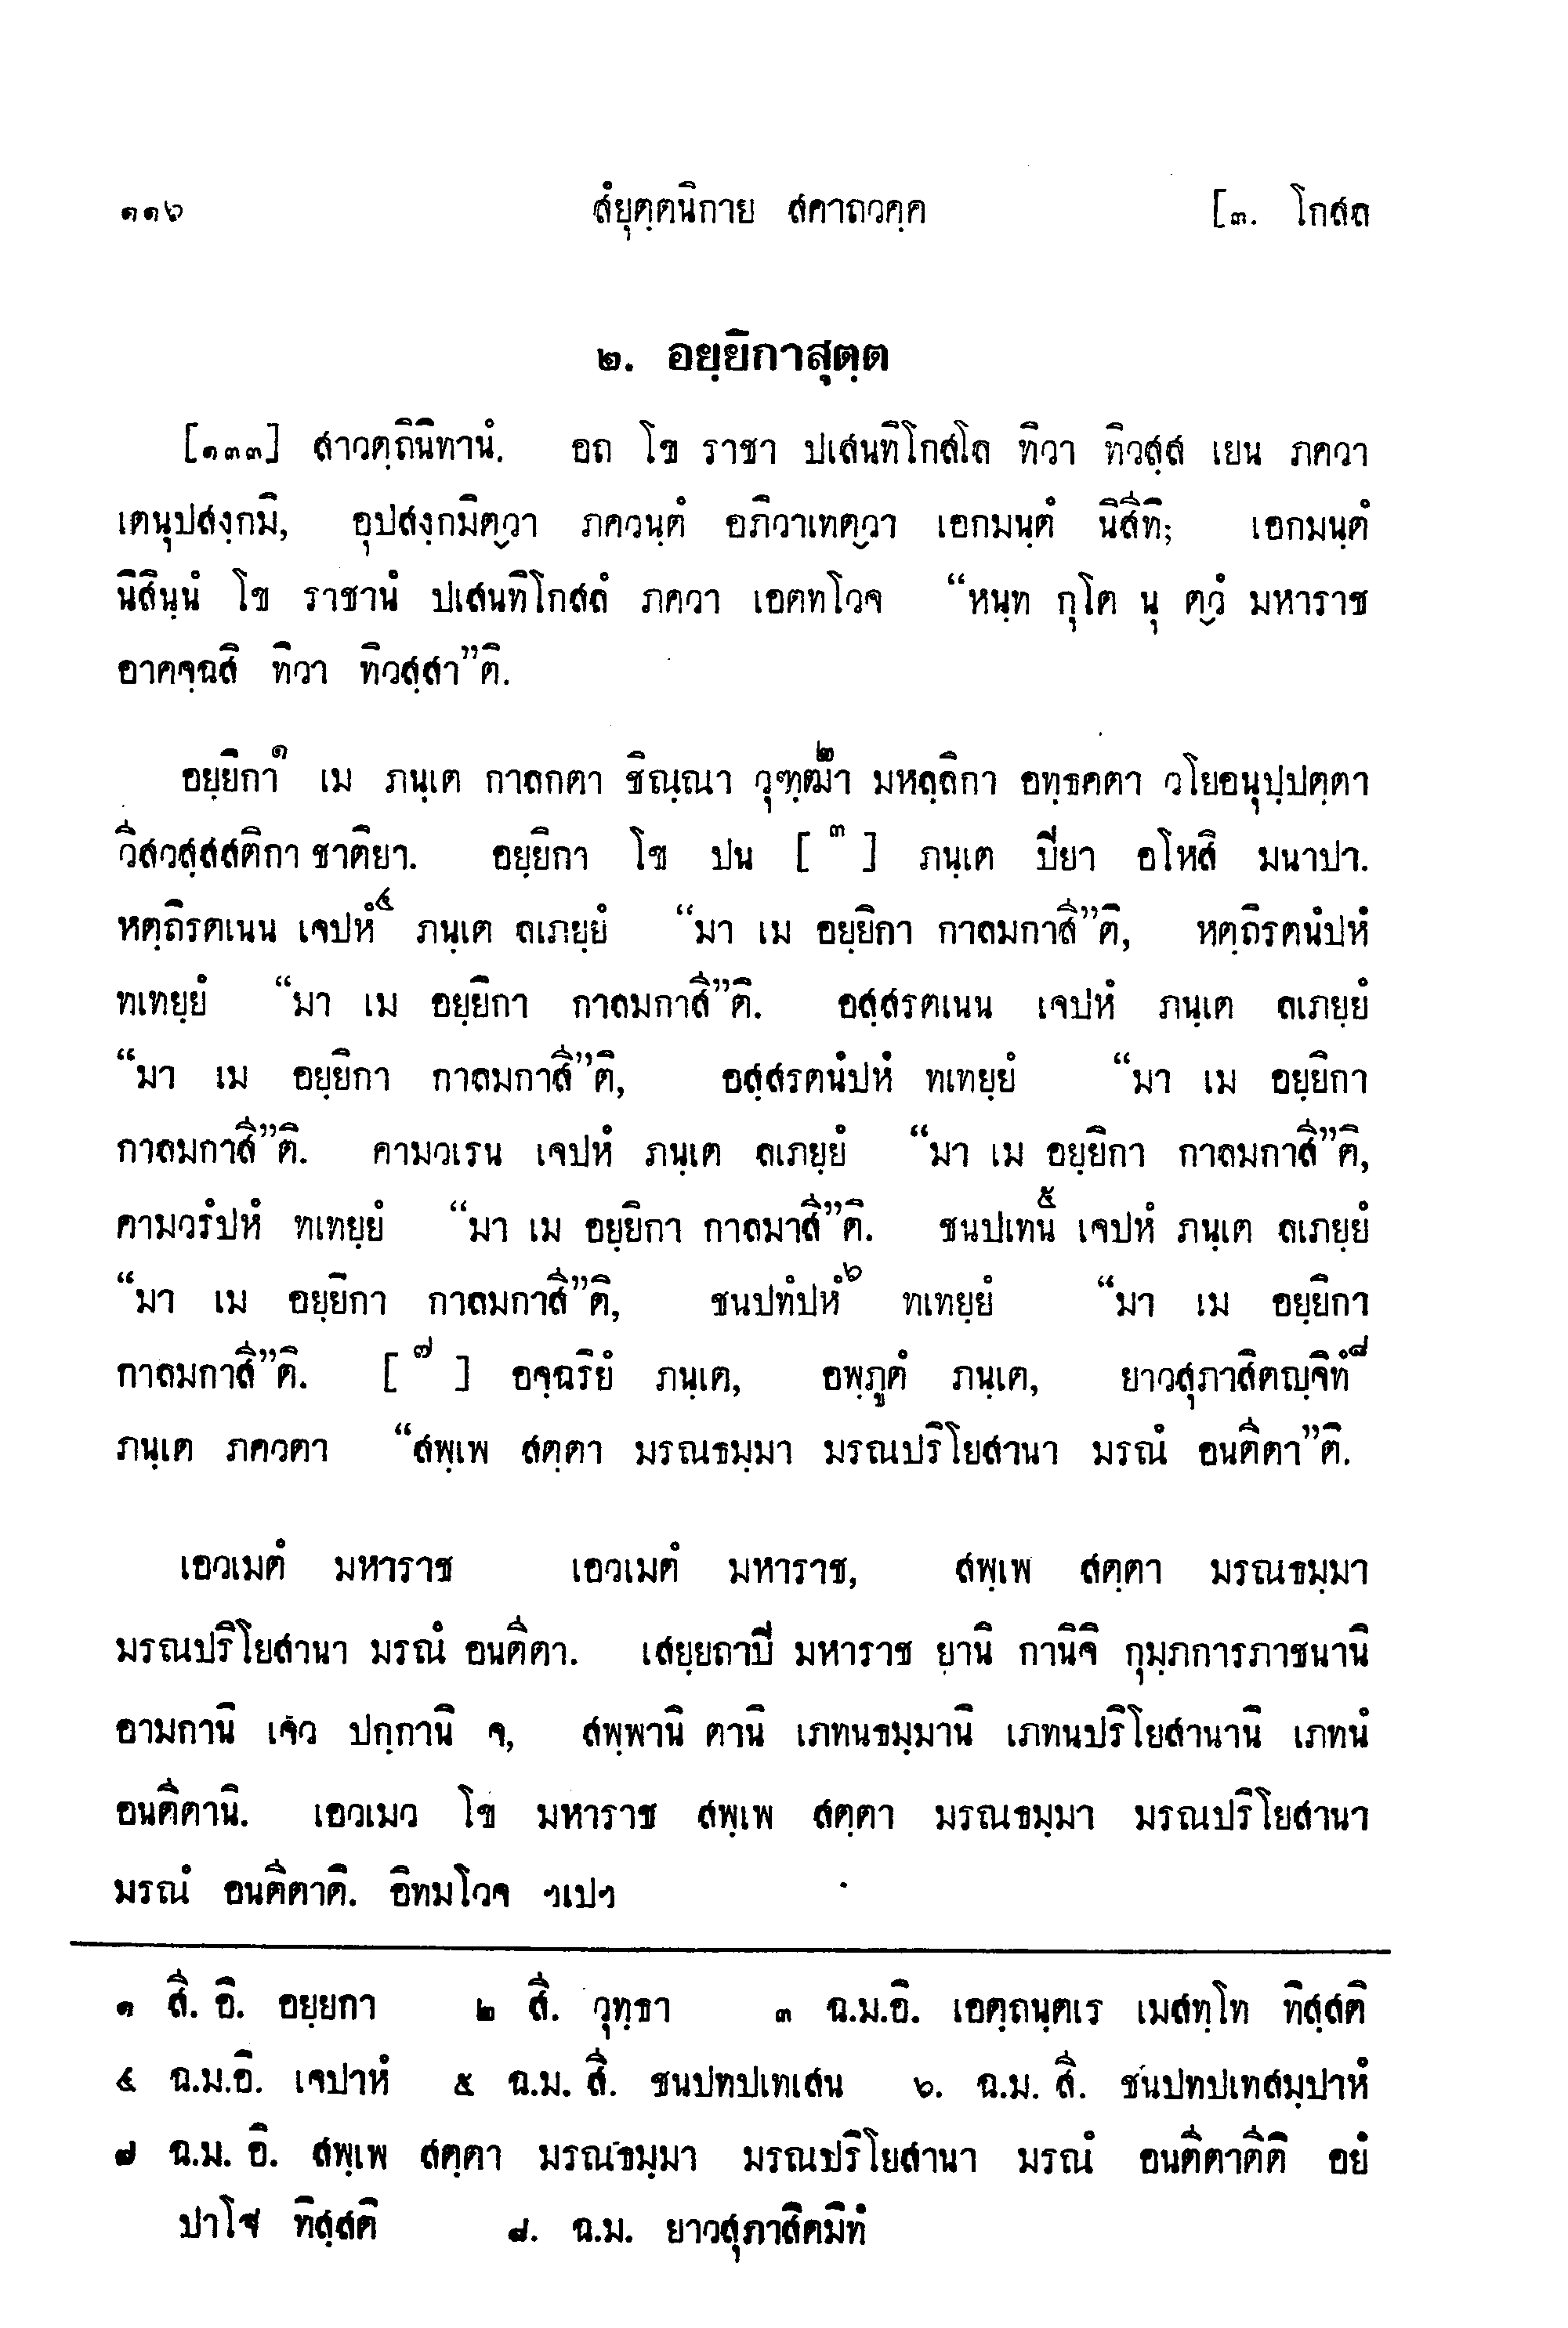 ๑๑๖ สํยุตฺตนิกาย สคาถวคฺค [๓. โกสล
๒. อยฺยิกาสุตฺต
[๑๓๓] สาวตฺถินิทานํ. อถ โข ราชา ปเสนทิโกสโล ทิวา ทิวสฺส เยน ภควา
เตนุปสงฺกมิ, อุปสงฺกมิตฺวา ภควนฺตํ อภิวาเทตฺวา เอกมนฺตํ นิสีทิ; เอกมนฺตํ
นิสินฺนํ โข ราชานํ ปเสนทิโกสลํ ภควา เอตทโวจ “หนฺท กุโต นุ ตฺวํ มหาราช
อาคจฺฉสิ ทิวา ทิวสฺสา”ติ.
อยฺยิกา๑ เม ภนฺเต กาลกตา ชิณฺณา วุฑฺฒา๒ มหลฺลิกา อทฺธคตา วโยอนุปฺปตฺตา
วีสวสฺสสติกา ชาติยา. อยฺยิกา โข ปน [ ๓ ] ภนฺเต ปิยา อโหสิ มนาปา.
หตฺถิรตเนน เจปหํ๔ ภนฺเต ลเภยฺยํ “มา เม อยฺยิกา กาลมกาสี”ติ, หตฺถิรตนํปหํ
ทเทยฺยํ “มา เม อยฺยิกา กาลมกาสี”ติ. อสฺสรตเนน เจปหํ ภนฺเต ลเภยฺยํ
“มา เม อยฺยิกา กาลมกาสี”ติ, อสฺสรตนํปหํ ทเทยฺยํ “มา เม อยฺยิกา
กาลมกาสี”ติ. คามวเรน เจปหํ ภนฺเต ลเภยฺยํ “มา เม อยฺยิกา กาลมกาสี”ติ,
คามวรํปหํ ทเทยฺยํ “มา เม อยฺยิกา กาลมาสี”ติ. ชนปเทน๕ เจปหํ ภนฺเต ลเภยฺยํ
“มา เม อยฺยิกา กาลมกาสี”ติ, ชนปทํปหํ๖ ทเทยฺยํ “มา เม อยฺยิกา
กาลมกาสี”ติ. [ ๗ ] อจฺฉริยํ ภนฺเต, อพฺภูตํ ภนฺเต, ยาวสุภาสิตญฺจิทํ๘
ภนฺเต ภควตา “สพฺเพ สตฺตา มรณธมฺมา มรณปริโยสานา มรณํ อนตีตา”ติ.
เอวเมตํ มหาราช เอวเมตํ มหาราช, สพฺเพ สตฺตา มรณธมฺมา
มรณปริโยสานา มรณํ อนตีตา. เสยฺยถาปิ มหาราช ยานิ กานิจิ กุมฺภการภาชนานิ
อามกานิ เจว ปกฺกานิ จ, สพฺพานิ ตานิ เภทนธมฺมานิ เภทนปริโยสานานิ เภทนํ
อนตีตานิ. เอวเมว โข มหาราช สพฺเพ สตฺตา มรณธมฺมา มรณปริโยสานา
มรณํ อนตีตาติ. อิทมโวจ ฯเปฯ
๑ สี. อิ. อยฺยกา ๒ สี. วุทฺธา ๓ ฉ.ม.อิ. เอตฺถนฺตเร เมสทฺโท ทิสฺสติ
๔ ฉ.ม.อิ. เจปาหํ ๕ ฉ.ม. สี. ชนปทปเทเสน ๖. ฉ.ม. สี. ชนปทปเทสมฺปาหํ
๗ ฉ.ม. อิ. สพฺเพ สตฺตา มรณธมฺมา มรณปริโยสานา มรณํ อนตีตาตีติ อยํ
ปาโฐ ทิสฺสติ ๘. ฉ.ม. ยาวสุภาสิตมิทํ